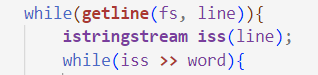 while(getline(fs, line)){
istringstream iss(line);
while(iss >> word){